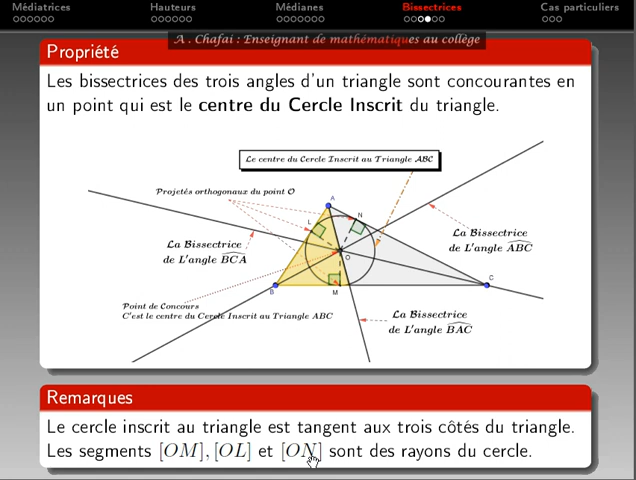 Médiatrices Hauteurs Médianes Bissectrices Cas particuliers
A . Chafai : Enseignant de mathématiques au collège
Propriété
Les bissectrices des trois angles d'un triangle sont concourantes en
un point qui est le centre du Cercle Inscrit du triangle.
Le centre du Cercle Inscrit au Triangle ABC
Projetés orthogonaux du point O
A
L
N
La Bissectrice
de L'angle BCA
La Bissectrice
de L'angle ABC
O
C
B
M
Point de Concours
C'est le centre du Cercle Inscrit au Triangle ABC
La Bissectrice
de L'angle BAC
Remarques
Le cercle inscrit au triangle est tangent aux trois côtés du triangle.
Les segments [OM], [OL] et [ON] sont des rayons du cercle.